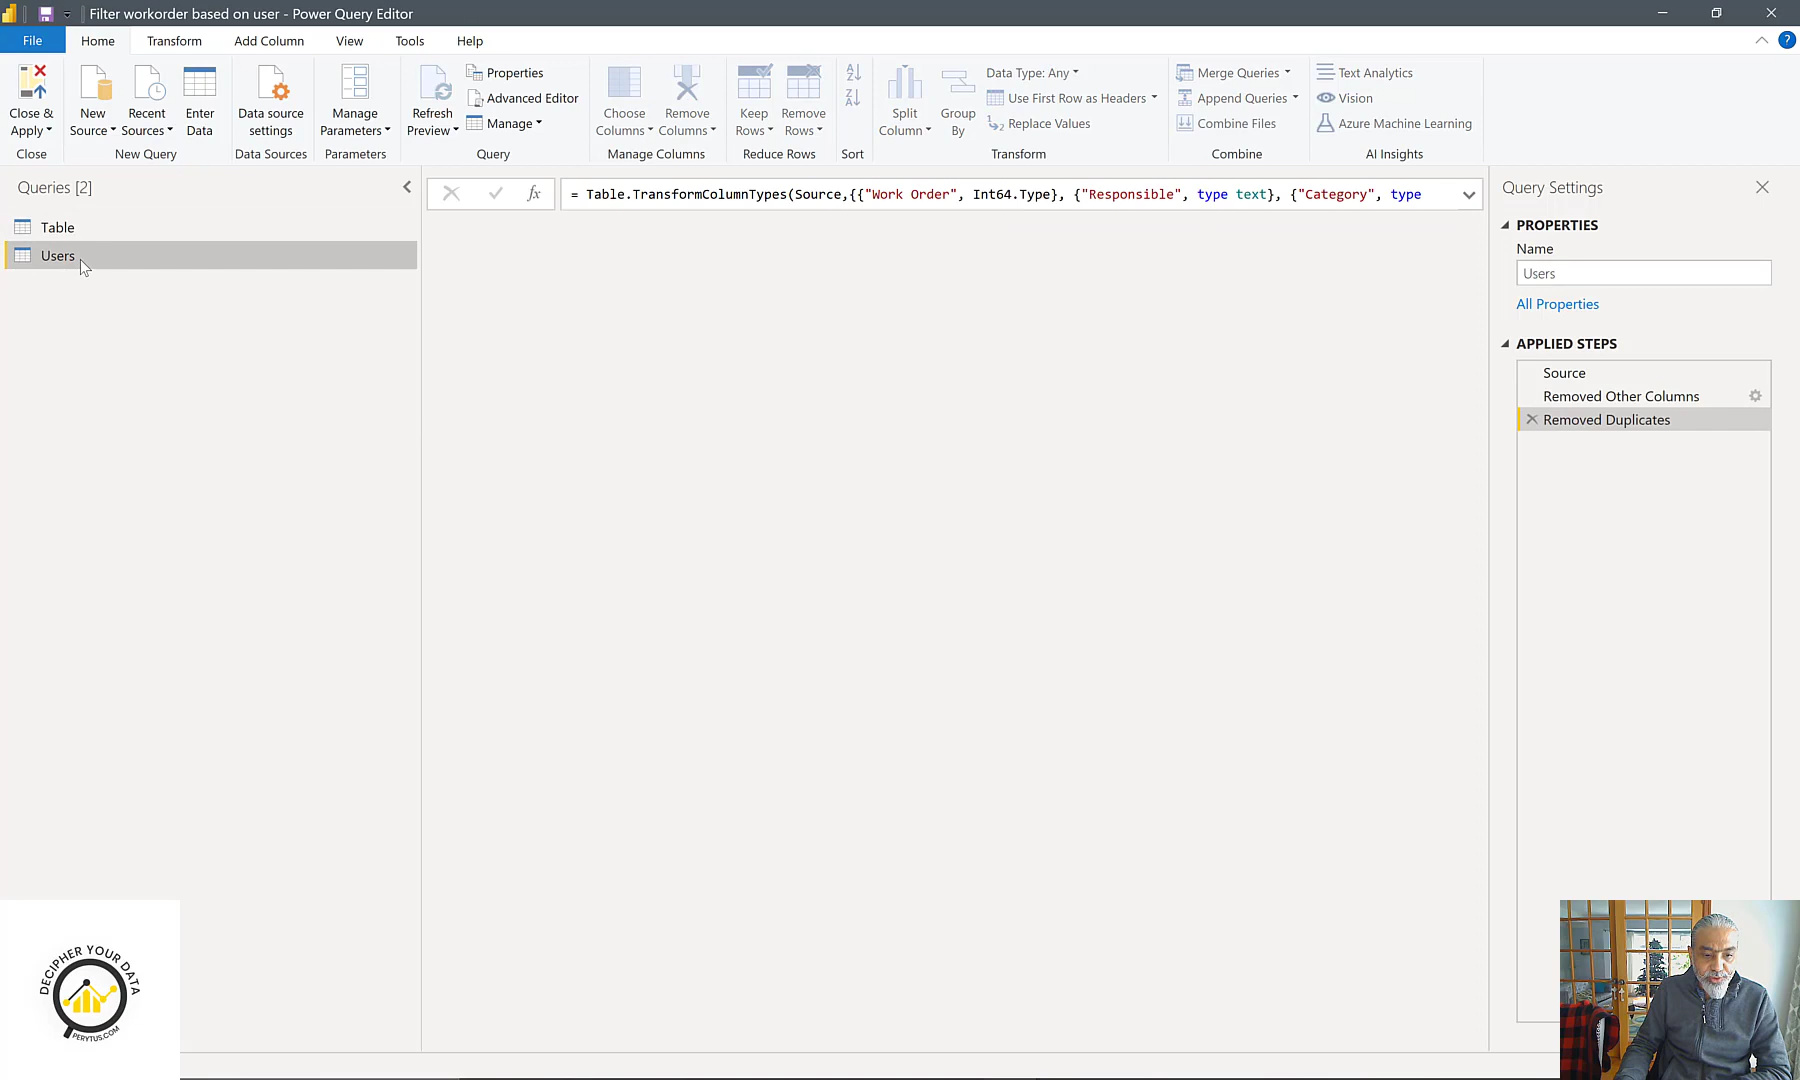 Filter workorder based on user - Power Query Editor
File Home Transform Add Column View Tools Help
Close & Apply
New Source
Recent Sources
Enter Data
Data source settings
Manage Parameters
Refresh Preview
Properties
Advanced Editor
Manage
Choose Columns
Remove Columns
Keep Rows
Remove Rows
Split Column
Group By
Data Type: Any
Use First Row as Headers
Replace Values
Merge Queries
Append Queries
Combine Files
Text Analytics
Vision
Azure Machine Learning
Close New Query Data Sources Parameters Query Manage Columns Reduce Rows Sort Transform Combine AI Insights
Queries [2]
Table
Users
fx = Table.TransformColumnTypes(Source,{{"Work Order", Int64.Type}, {"Responsible", type text}, {"Category", type
Query Settings
PROPERTIES
Name
Users
All Properties
APPLIED STEPS
Source
Removed Other Columns
Removed Duplicates
DECIPHER YOUR DATA
PERYTUS.COM